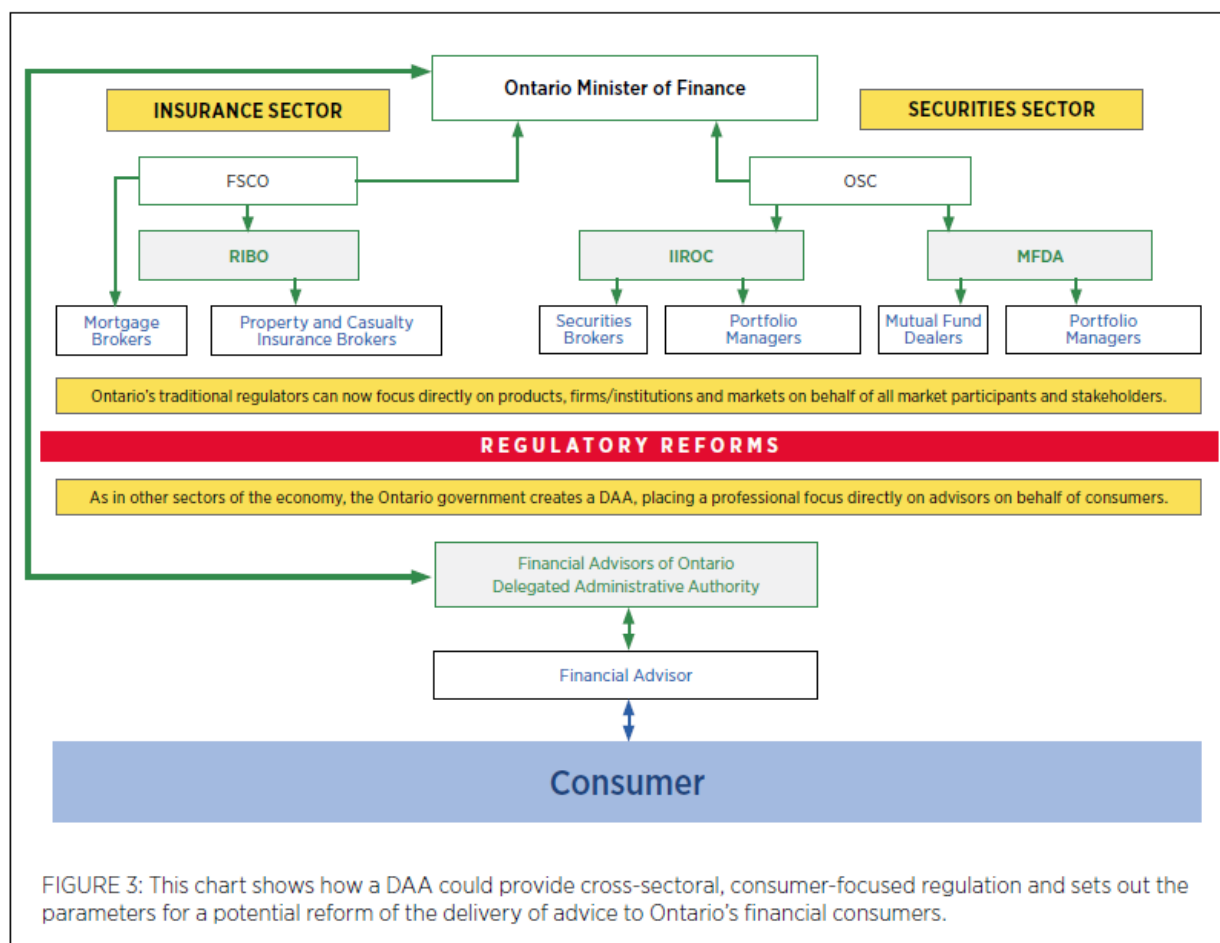 Ontario Minister of Finance
INSURANCE SECTOR
SECURITIES SECTOR
FSCO
OSC
RIBO
IIROC
MFDA
Mortgage
Brokers
Property and Casualty
Insurance Brokers
Securities
Brokers
Portfolio
Managers
Mutual Fund
Dealers
Portfolio
Managers
Ontario's traditional regulators can now focus directly on products, firms/institutions and markets on behalf of all market participants and stakeholders.
REGULATORY REFORMS
As in other sectors of the economy, the Ontario government creates a DAA, placing a professional focus directly on advisors on behalf of consumers.
Financial Advisors of Ontario
Delegated Administrative Authority
Financial Advisor
Consumer
FIGURE 3: This chart shows how a DAA could provide cross-sectoral, consumer-focused regulation and sets out the
parameters for a potential reform of the delivery of advice to Ontario's financial consumers.